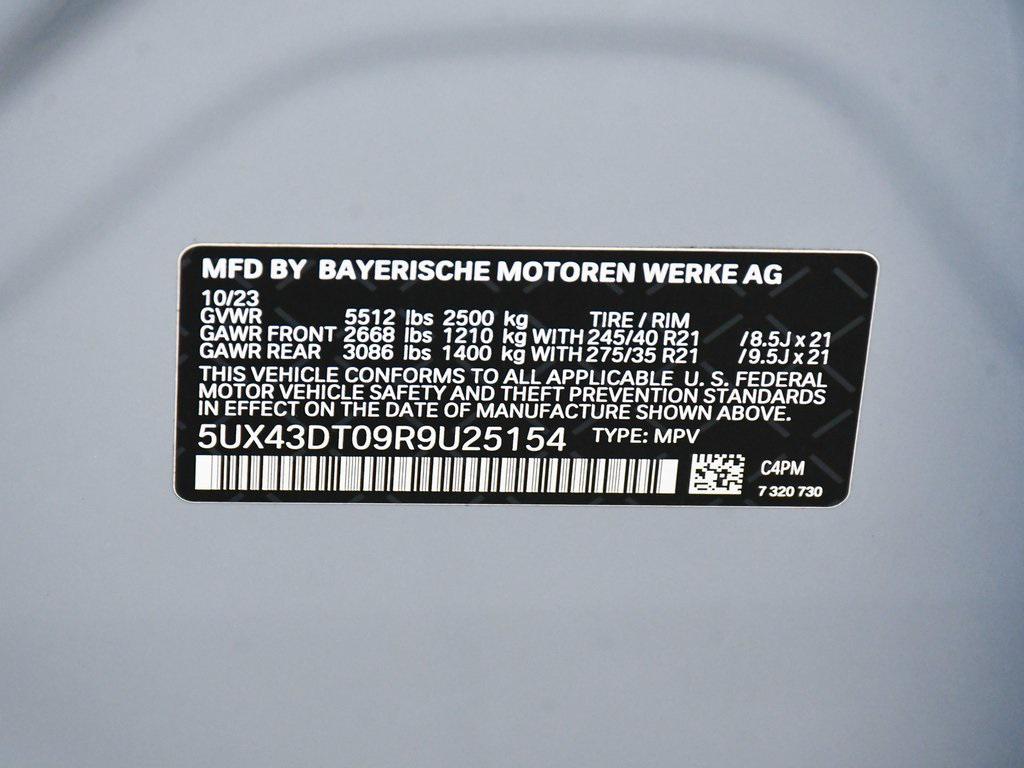 MFD BY BAYERISCHE MOTOREN WERKE AG
10/23
GVWR 5512 lbs 2500 kg TIRE / RIM
GAWR FRONT 2668 lbs 1210 kg WITH 245/40 R21 /8.5J x 21
GAWR REAR 3086 lbs 1400 kg WITH 275/35 R21 /9.5J x 21
THIS VEHICLE CONFORMS TO ALL APPLICABLE U. S. FEDERAL
MOTOR VEHICLE SAFETY AND THEFT PREVENTION STANDARDS
IN EFFECT ON THE DATE OF MANUFACTURE SHOWN ABOVE.
5UX43DT09R9U25154 TYPE: MPV
C4PM
7 320 730